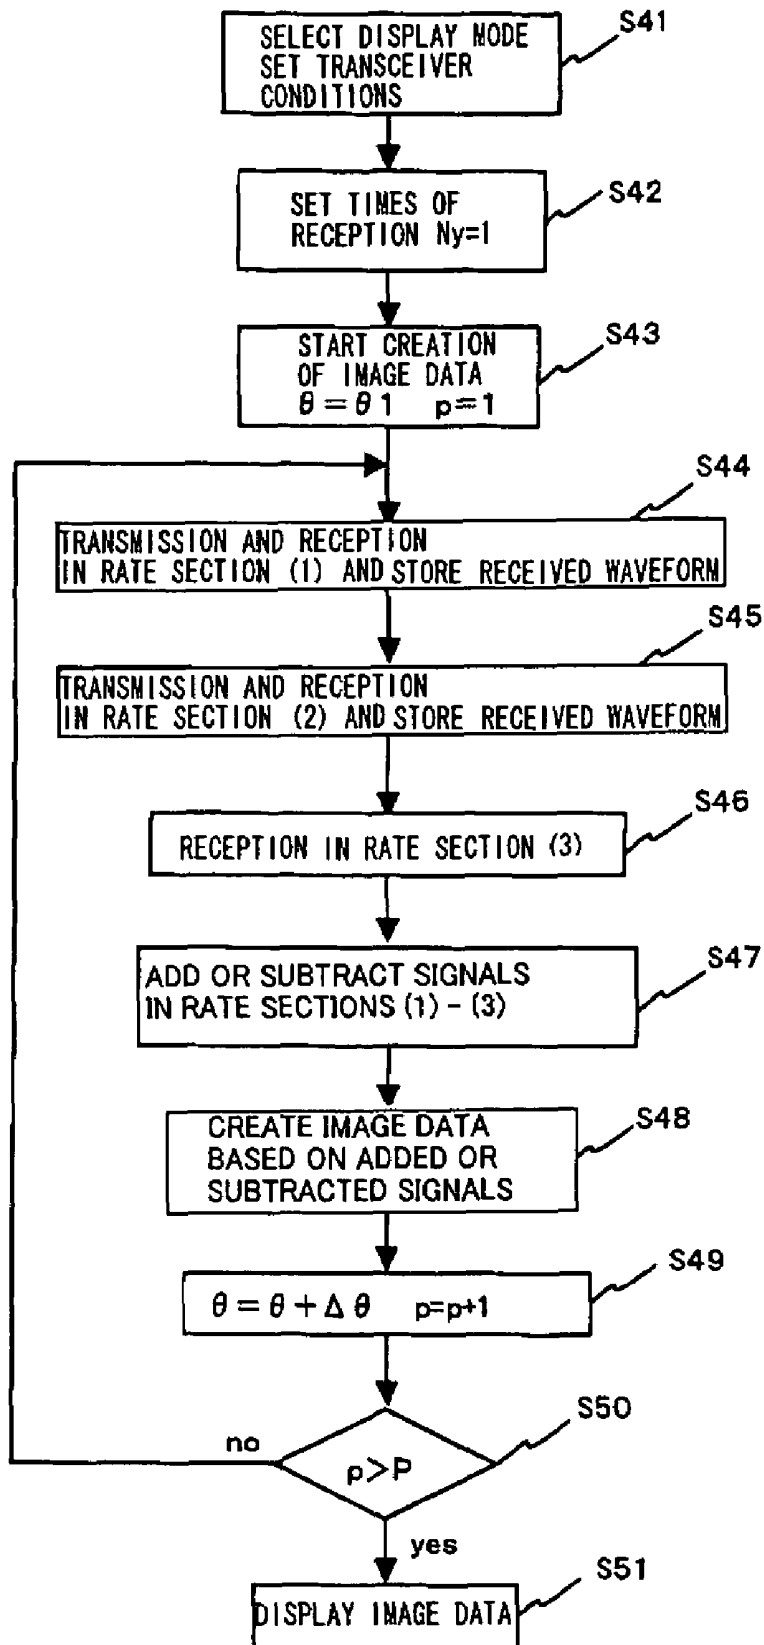 SELECT DISPLAY MODE
SET TRANSCEIVER
CONDITIONS
S41
SET TIMES OF
RECEPTION Ny=1
S42
START CREATION
OF IMAGE DATA
θ = θ 1 p=1
S43
S44
TRANSMISSION AND RECEPTION
IN RATE SECTION (1) AND STORE RECEIVED WAVEFORM
S45
TRANSMISSION AND RECEPTION
IN RATE SECTION (2) AND STORE RECEIVED WAVEFORM
S46
RECEPTION IN RATE SECTION (3)
S47
ADD OR SUBTRACT SIGNALS
IN RATE SECTIONS (1) - (3)
S48
CREATE IMAGE DATA
BASED ON ADDED OR
SUBTRACTED SIGNALS
S49
θ = θ + Δ θ p=p+1
S50
no
p>P
yes
S51
DISPLAY IMAGE DATA